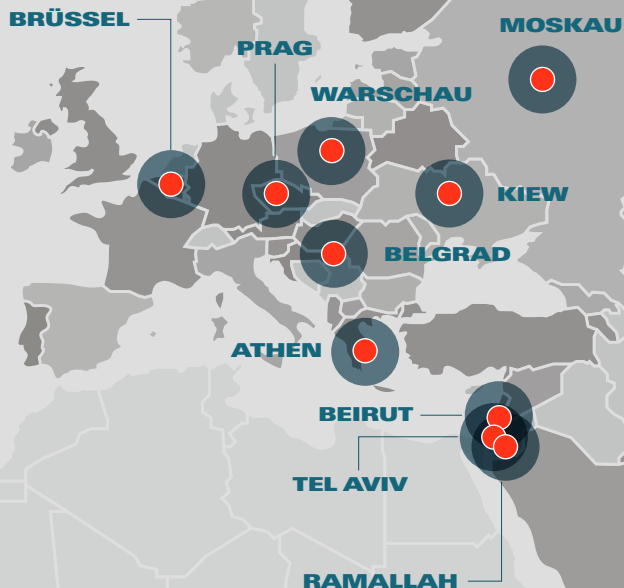 BRÜSSEL
MOSKAU
PRAG
WARSCHAU
KIEW
BELGRAD
ATHEN
BEIRUT
TEL AVIV
RAMALLAH